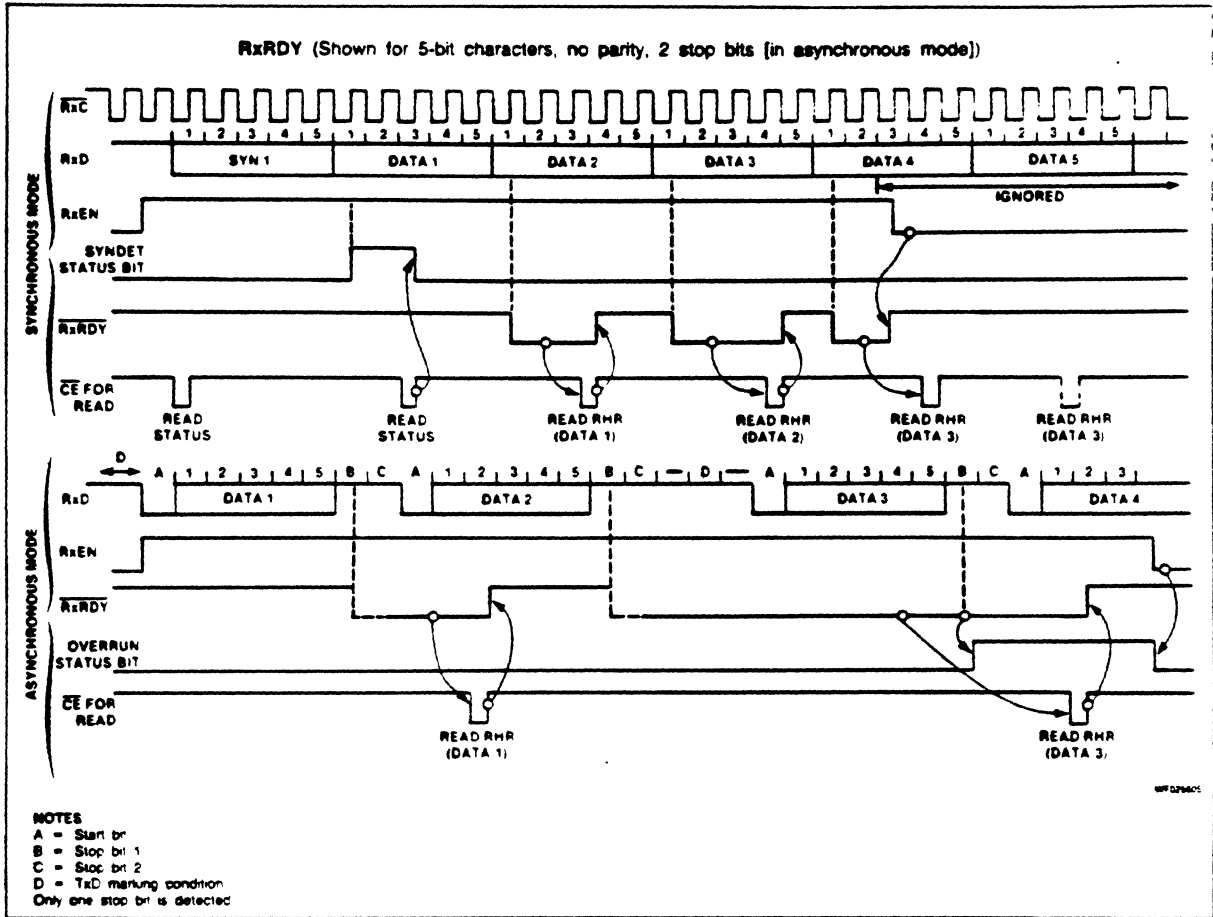 RxRDY (Shown for 5-bit characters, no parity, 2 stop bits [in asynchronous mode])
SYNCHRONOUS MODE
RxC
1 2 3 4 5 1 2 3 4 5 1 2 3 4 5 1 2 3 4 5 1 2 3 4 5 1 2 3 4 5 1
RxD
SYN 1 DATA 1 DATA 2 DATA 3 DATA 4 DATA 5
IGNORED
RxEN
SYNDET
STATUS BIT
RxRDY
CE FOR
READ
READ
STATUS
READ
STATUS
READ RHR
(DATA 1)
READ RHR
(DATA 2)
READ RHR
(DATA 3)
READ RHR
(DATA 3)
ASYNCHRONOUS MODE
D A 1 2 3 4 5 B C A 1 2 3 4 5 B C D A 1 2 3 4 5 B C A 1 2 3
RxD
DATA 1 DATA 2 DATA 3 DATA 4
RxEN
RxRDY
OVERRUN
STATUS BIT
CE FOR
READ
READ RHR
(DATA 1)
READ RHR
(DATA 3)
NOTES
A = Start bit
B = Stop bit 1
C = Stop bit 2
D = TxD marking condition
Only one stop bit is detected